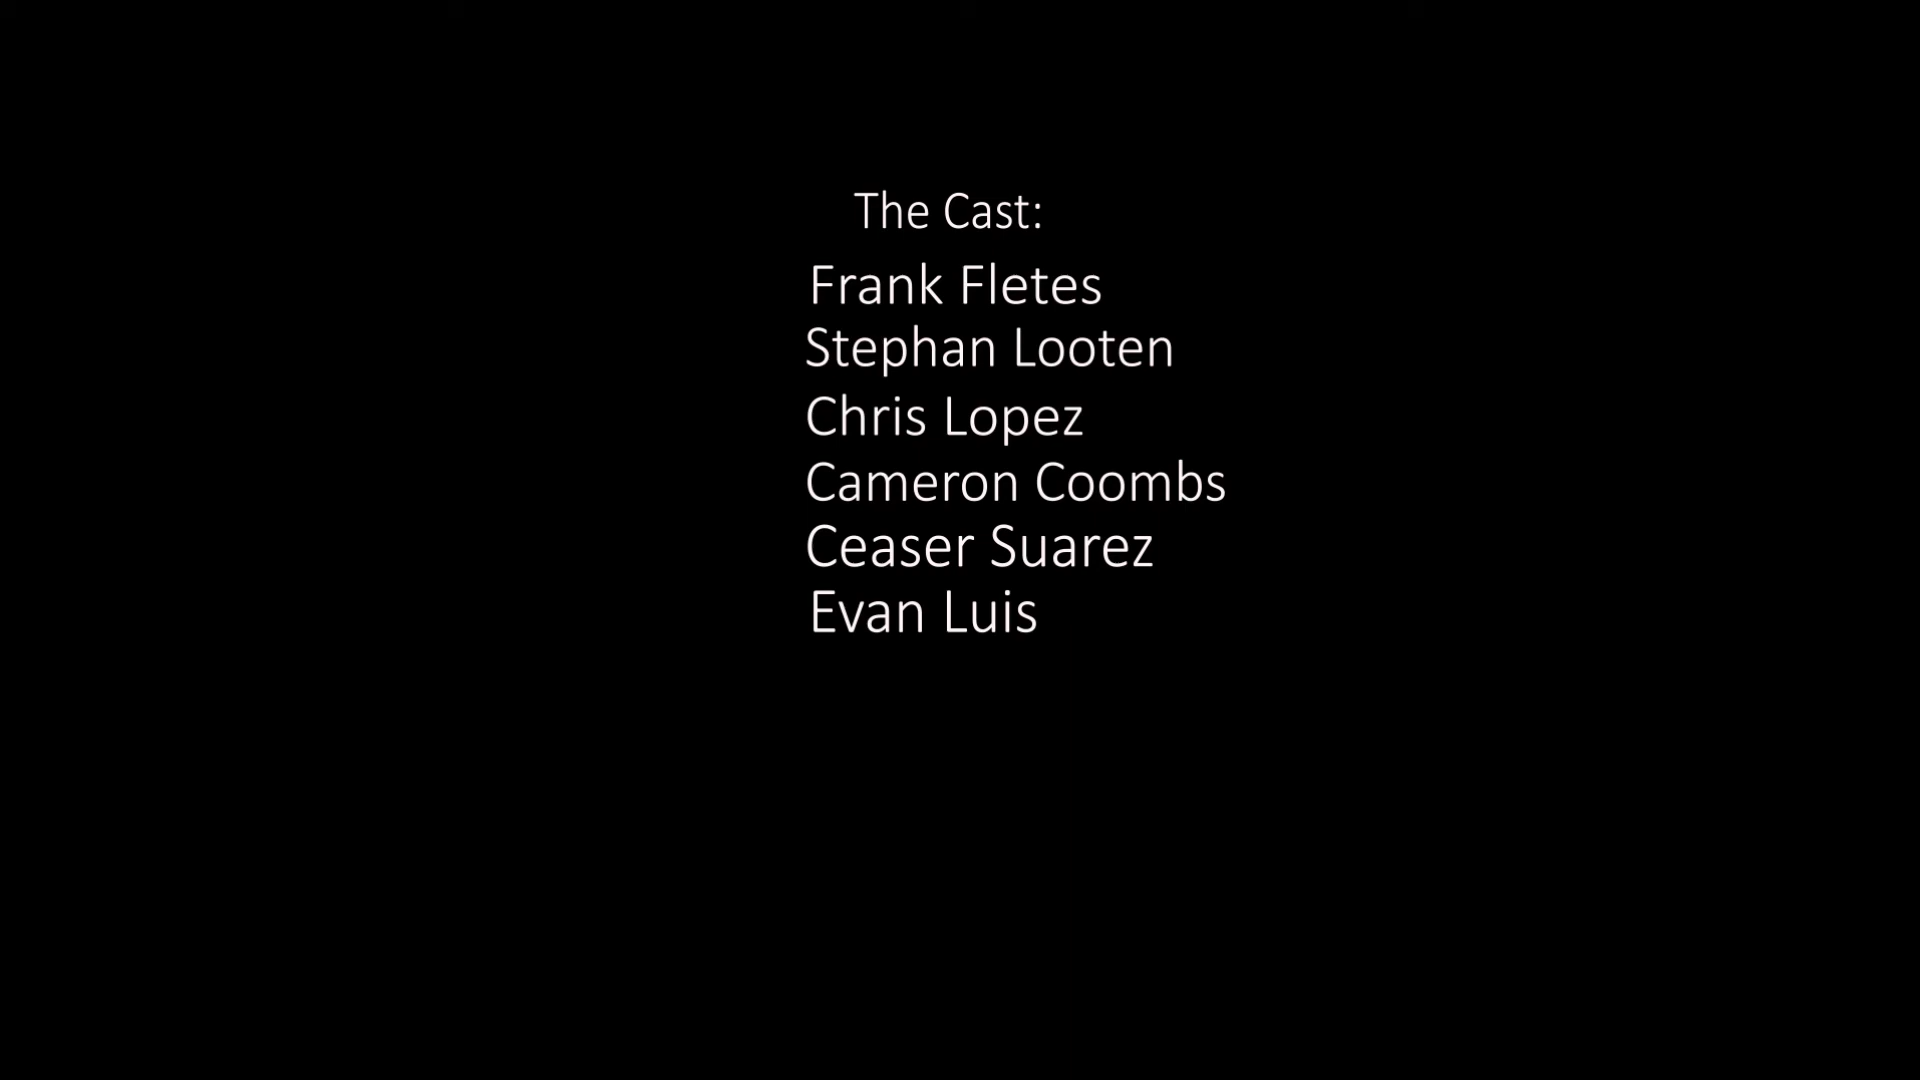 The Cast:
Frank Fletes
Stephan Looten
Chris Lopez
Cameron Coombs
Ceaser Suarez
Evan Luis